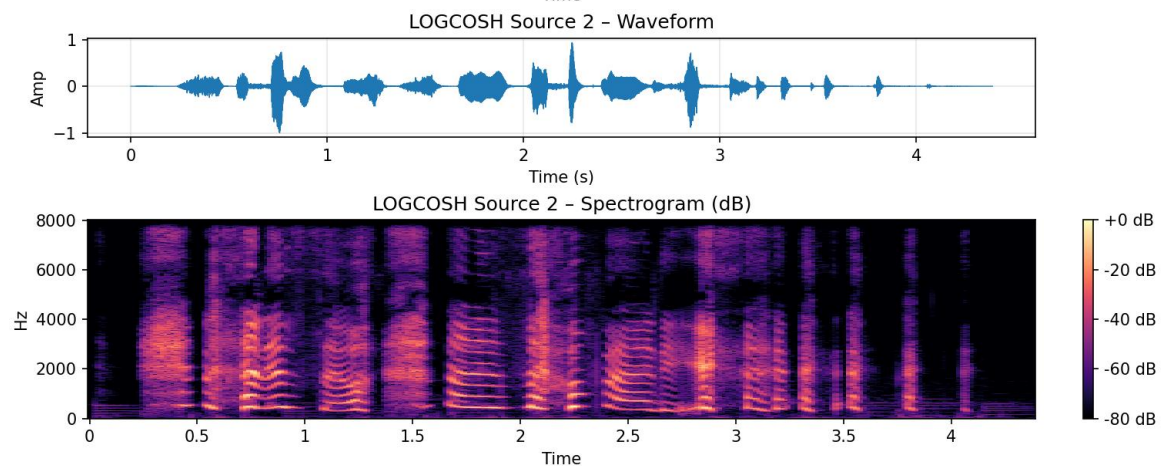 LOGCOSH Source 2 – Waveform
1
0
−1
Amp
0 1 2 3 4
Time (s)
LOGCOSH Source 2 – Spectrogram (dB)
8000
6000
4000
2000
0
Hz
0 0.5 1 1.5 2 2.5 3 3.5 4
Time
+0 dB
-20 dB
-40 dB
-60 dB
-80 dB